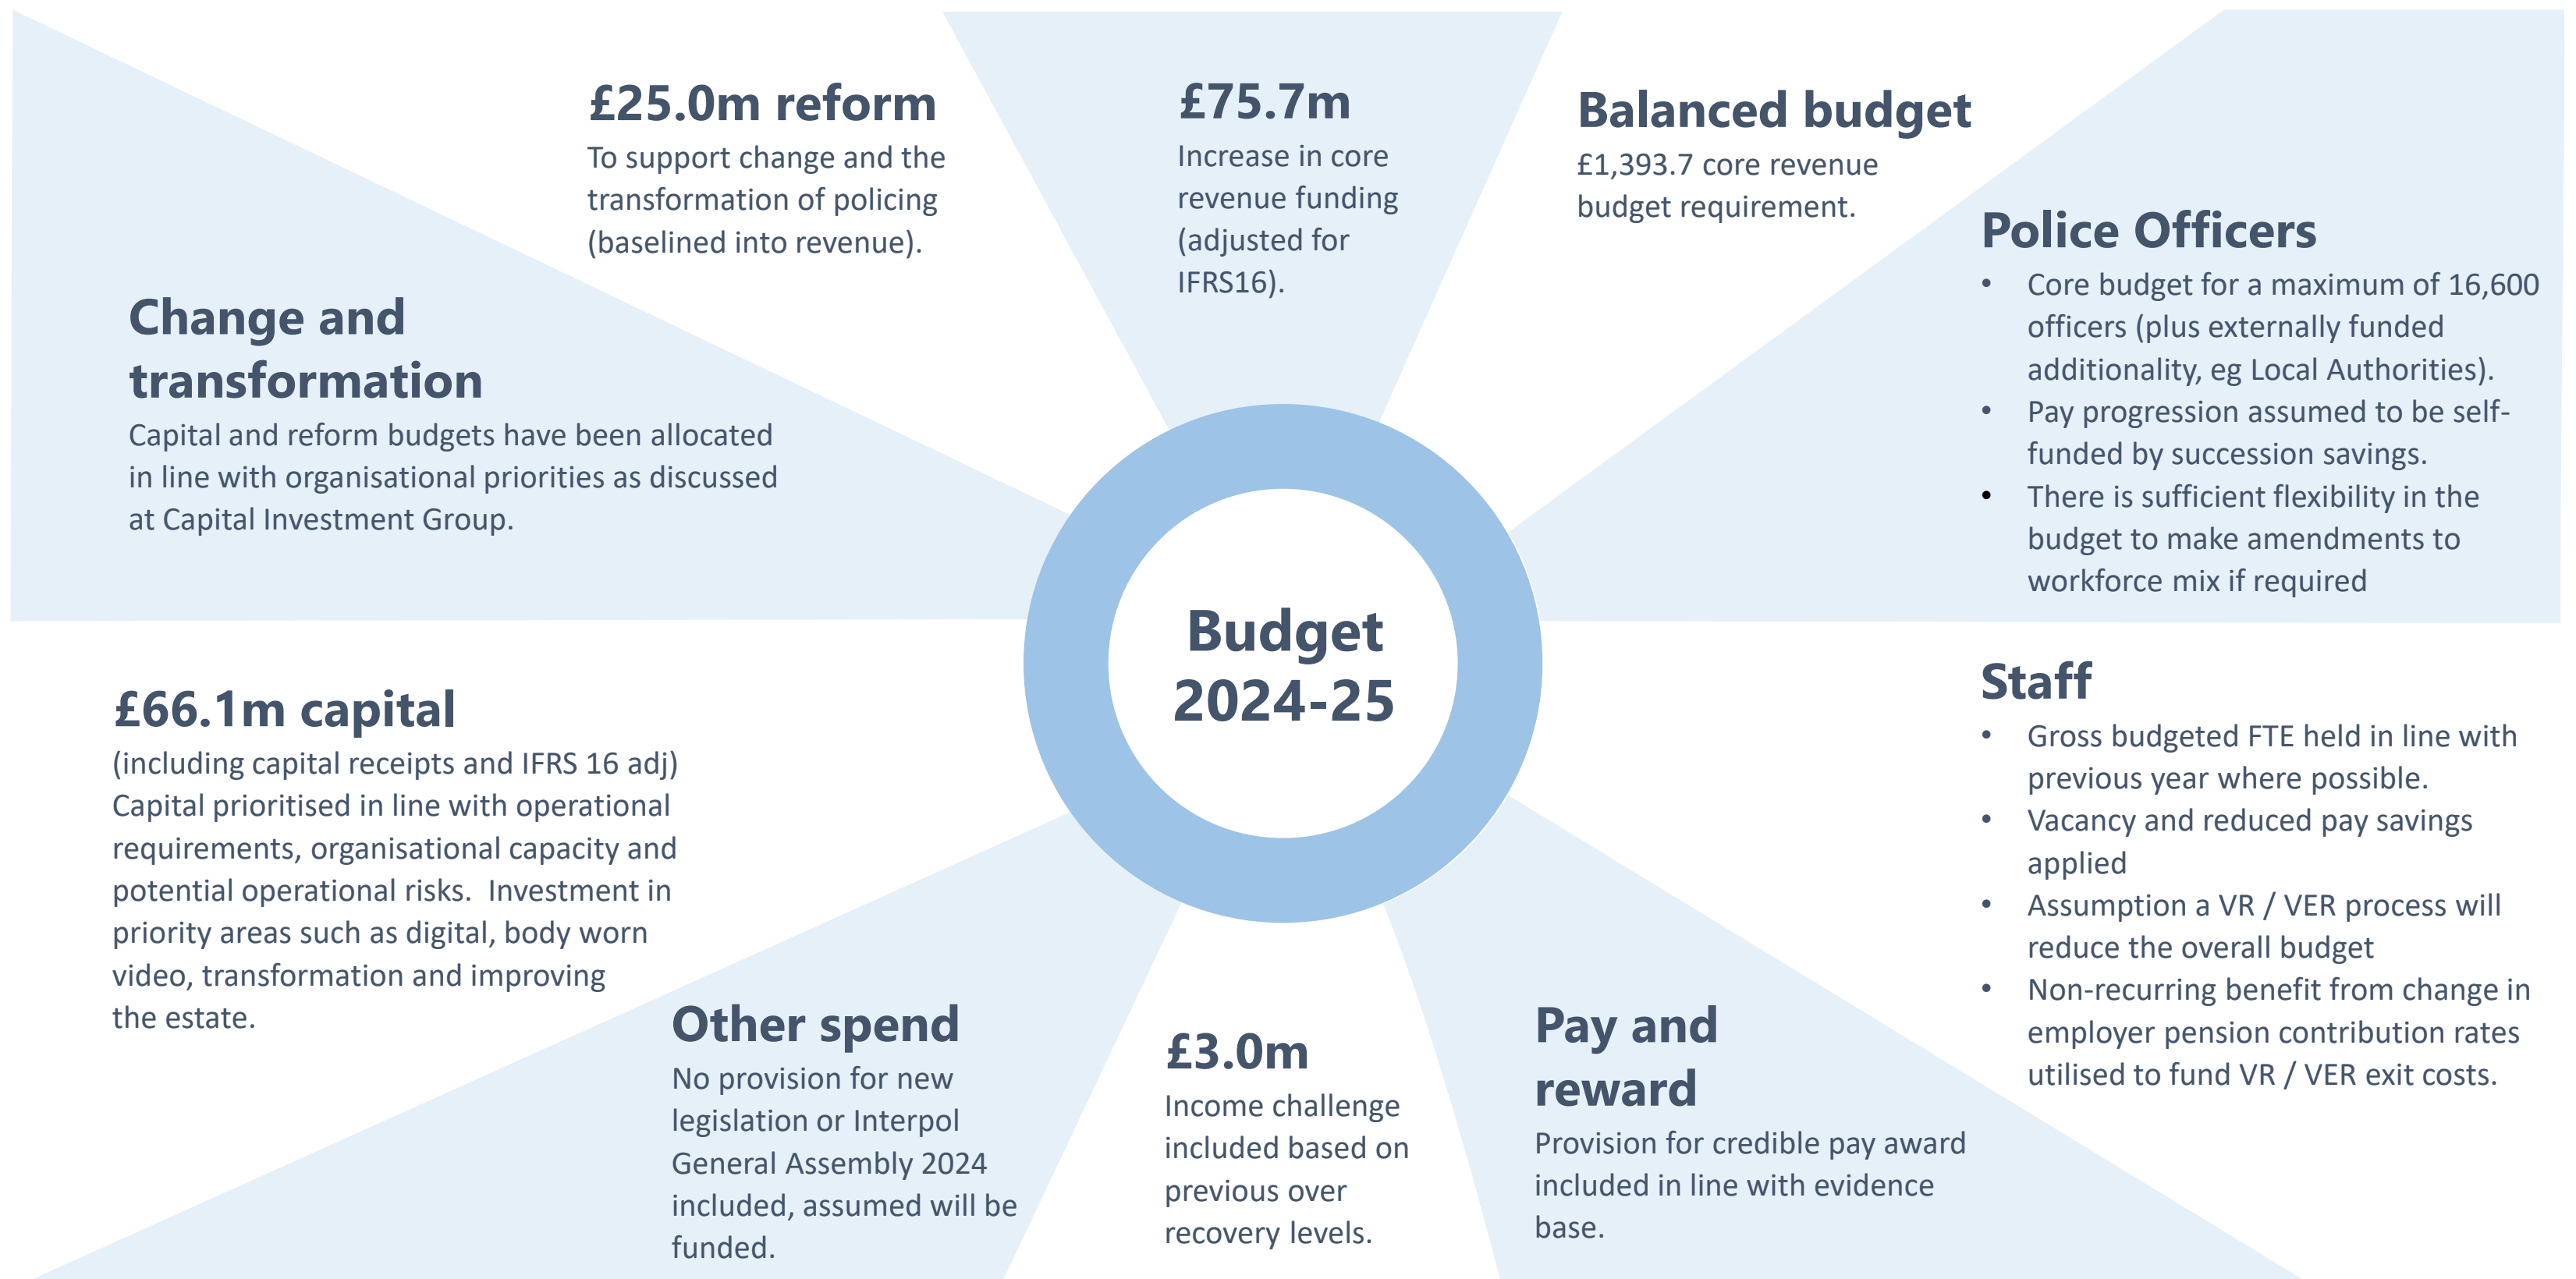 £25.0m reform
To support change and the
transformation of policing
(baselined into revenue).
£75.7m
Increase in core
revenue funding
(adjusted for
IFRS16).
Balanced budget
£1,393.7 core revenue
budget requirement.
Police Officers
• Core budget for a maximum of 16,600
officers (plus externally funded
additionality, eg Local Authorities).
• Pay progression assumed to be self-
funded by succession savings.
• There is sufficient flexibility in the
budget to make amendments to
workforce mix if required
Change and
transformation
Capital and reform budgets have been allocated
in line with organisational priorities as discussed
at Capital Investment Group.
Budget
2024-25
Staff
• Gross budgeted FTE held in line with
previous year where possible.
• Vacancy and reduced pay savings
applied
• Assumption a VR / VER process will
reduce the overall budget
• Non-recurring benefit from change in
employer pension contribution rates
utilised to fund VR / VER exit costs.
£66.1m capital
(including capital receipts and IFRS 16 adj)
Capital prioritised in line with operational
requirements, organisational capacity and
potential operational risks.  Investment in
priority areas such as digital, body worn
video, transformation and improving
the estate.
Other spend
No provision for new
legislation or Interpol
General Assembly 2024
included, assumed will be
funded.
£3.0m
Income challenge
included based on
previous over
recovery levels.
Pay and
reward
Provision for credible pay award
included in line with evidence
base.